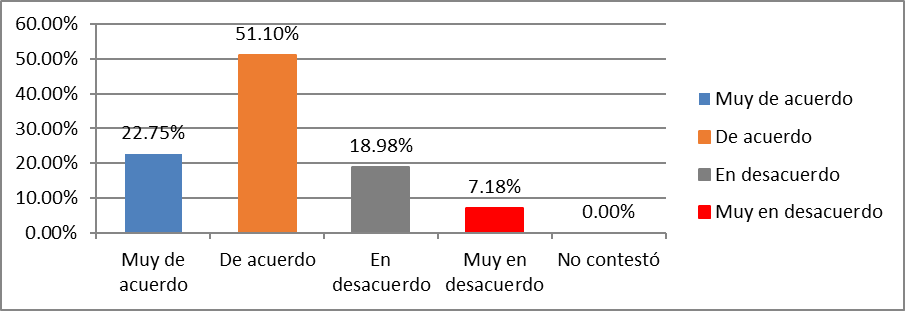 60.00%
50.00%
40.00%
30.00%
20.00%
10.00%
0.00%
22.75%
51.10%
18.98%
7.18%
0.00%
Muy de
acuerdo
De acuerdo
En
desacuerdo
Muy en
desacuerdo
No contestó
Muy de acuerdo
De acuerdo
En desacuerdo
Muy en desacuerdo